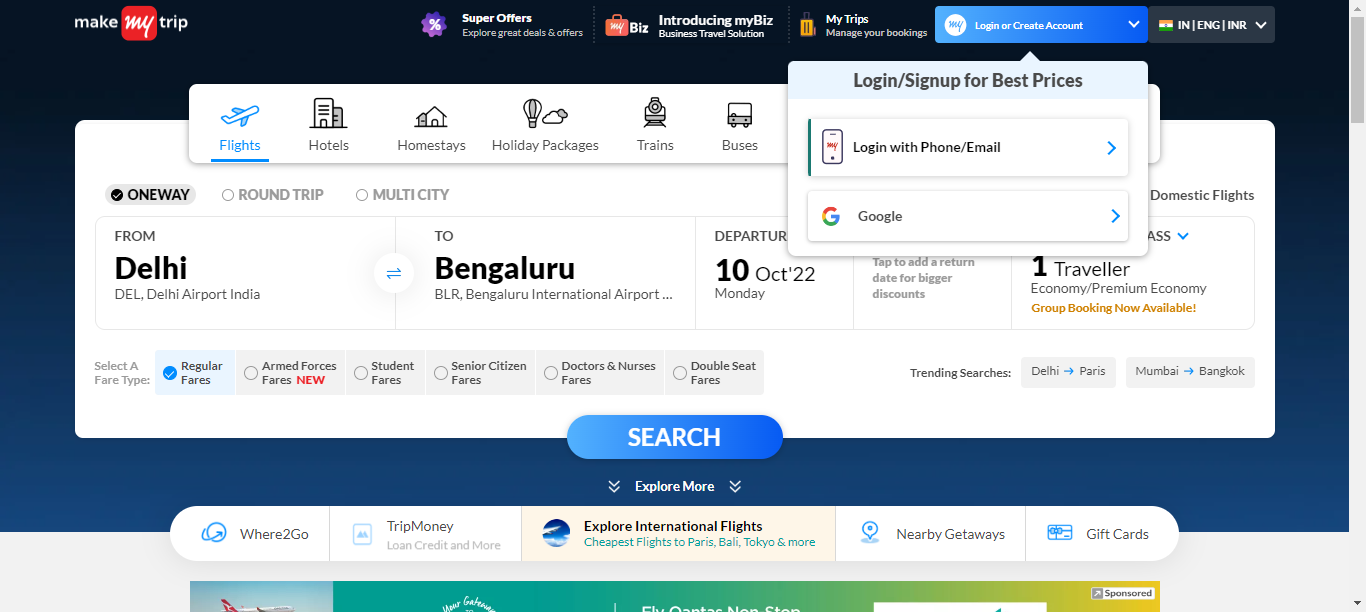 make my trip
%
Super Offers
Explore great deals & offers
my Biz
Introducing myBiz
Business Travel Solution
My Trips
Manage your bookings
my
Login or Create Account
IN | ENG | INR
Login/Signup for Best Prices
my
Login with Phone/Email
Google
Flights
Hotels
Homestays
Holiday Packages
Trains
Buses
ONEWAY
ROUND TRIP
MULTI CITY
Domestic Flights
FROM
Delhi
DEL, Delhi Airport India
TO
Bengaluru
BLR, Bengaluru International Airport ...
DEPARTUR
10 Oct'22
Monday
Tap to add a return
date for bigger
discounts
ASS
1 Traveller
Economy/Premium Economy
Group Booking Now Available!
Select A
Fare Type:
Regular
Fares
Armed Forces
Fares NEW
Student
Fares
Senior Citizen
Fares
Doctors & Nurses
Fares
Double Seat
Fares
Trending Searches:
Delhi → Paris
Mumbai → Bangkok
SEARCH
Explore More
Where2Go
TripMoney
Loan Credit and More
Explore International Flights
Cheapest Flights to Paris, Bali, Tokyo & more
Nearby Getaways
Gift Cards
Your Gateway
Fly Qantas Non-Stop
Sponsored